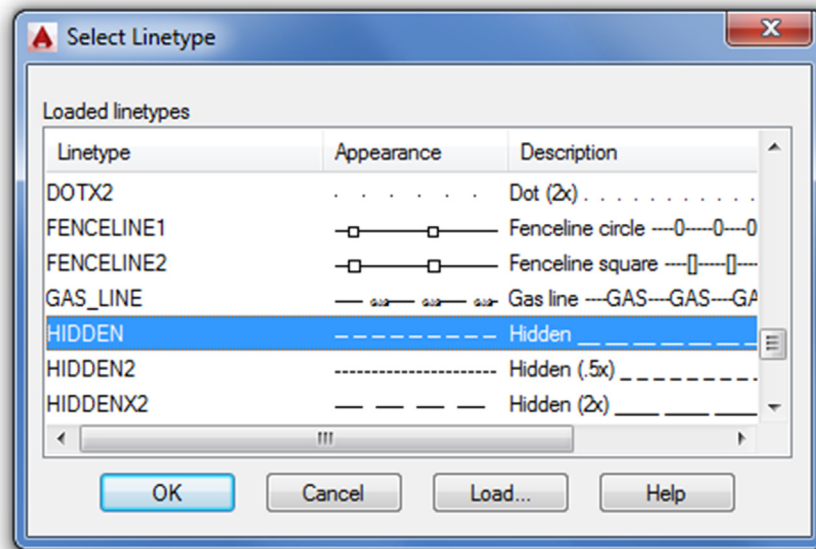 Select Linetype
Loaded linetypes
Linetype Appearance Description
DOTX2 Dot (2x) . . . . . . . . . . .
FENCELINE1 Fenceline circle ----0-----0----0
FENCELINE2 Fenceline square ----[]-----[]----
GAS_LINE Gas line ----GAS----GAS----GA
HIDDEN Hidden __ __ __ __ __ __ _
HIDDEN2 Hidden (.5x) _ _ _ _ _ _ _ _ .
HIDDENX2 Hidden (2x) ____ ____ ____
OK Cancel Load... Help